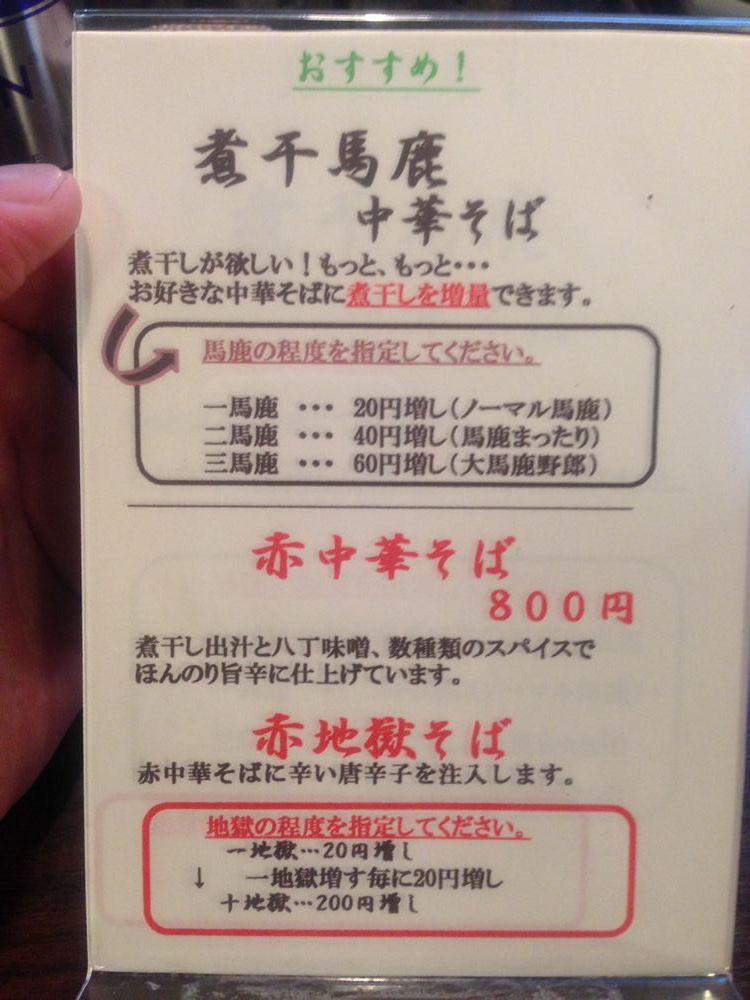 おすすめ！
煮干馬鹿
中華そば
煮干しが欲しい！もっと、もっと･･･
お好きな中華そばに煮干しを増量できます。
馬鹿の程度を指定してください。
一馬鹿 ･･･ 20円増し(ノーマル馬鹿)
二馬鹿 ･･･ 40円増し(馬鹿まったり)
三馬鹿 ･･･ 60円増し(大馬鹿野郎)
赤中華そば
８００円
煮干し出汁と八丁味噌、数種類のスパイスで
ほんのり旨辛に仕上げています。
赤地獄そば
赤中華そばに辛い唐辛子を注入します。
地獄の程度を指定してください。
一地獄…20円増し
↓ 一地獄増す毎に20円増し
十地獄…200円増し